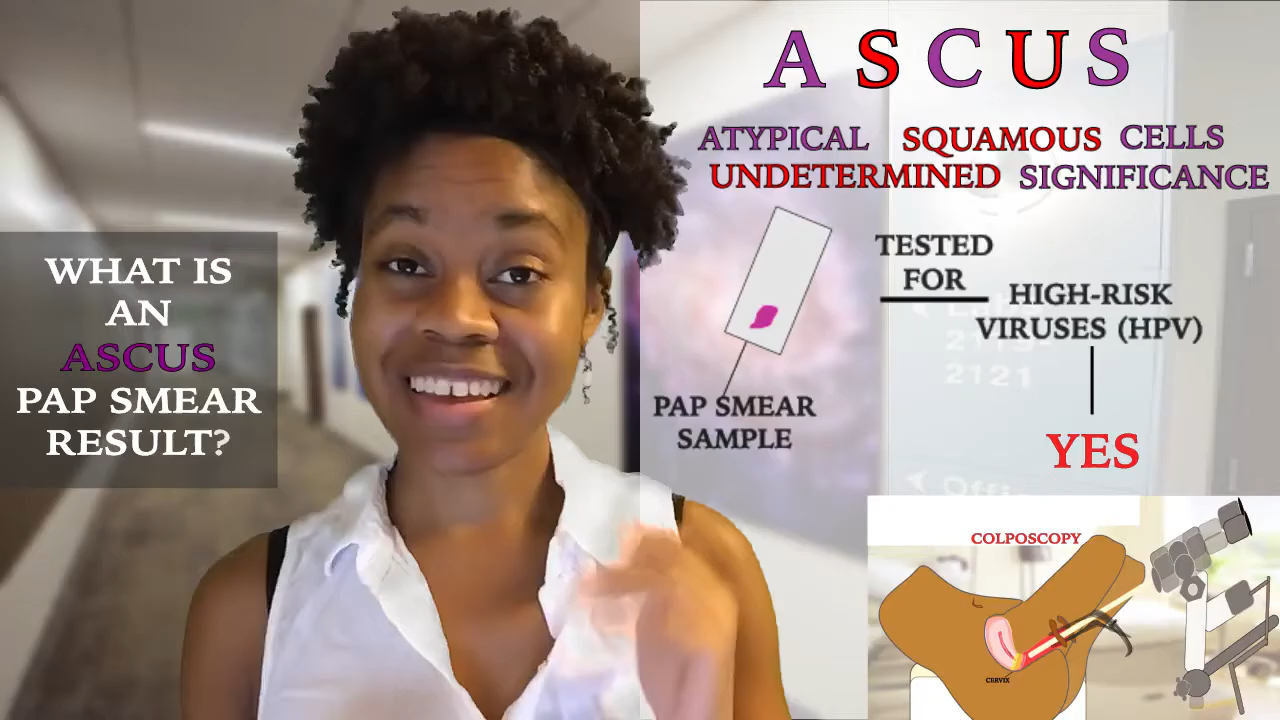 WHAT IS
AN
ASCUS
PAP SMEAR
RESULT?
A S C U S
ATYPICAL SQUAMOUS CELLS
UNDETERMINED SIGNIFICANCE
TESTED
FOR
HIGH-RISK
VIRUSES (HPV)
PAP SMEAR
SAMPLE
YES
2121
COLPOSCOPY
CERVIX